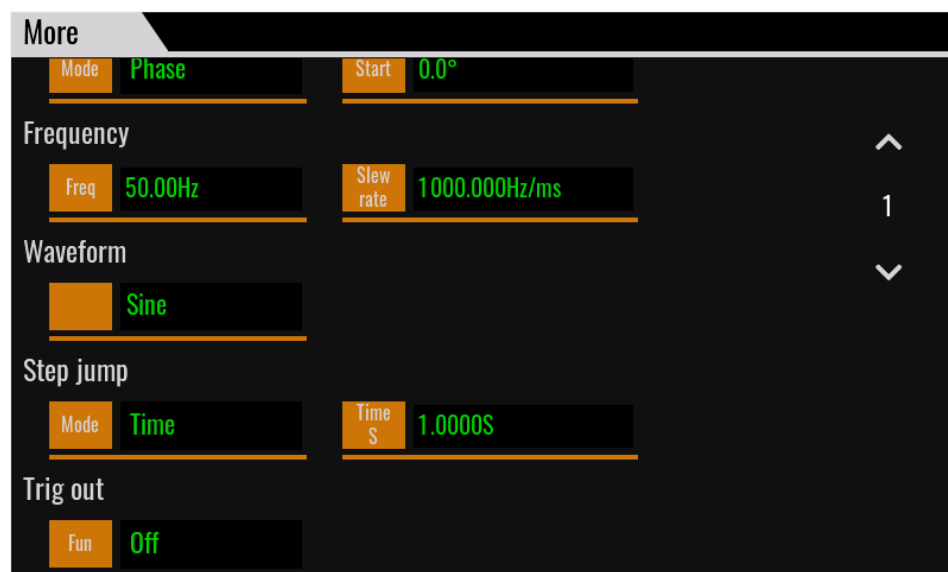 More
Mode Phase Start 0.0°
Frequency
Freq 50.00Hz Slew rate 1000.000Hz/ms
1
Waveform
Sine
Step jump
Mode Time Time S 1.0000S
Trig out
Fun Off